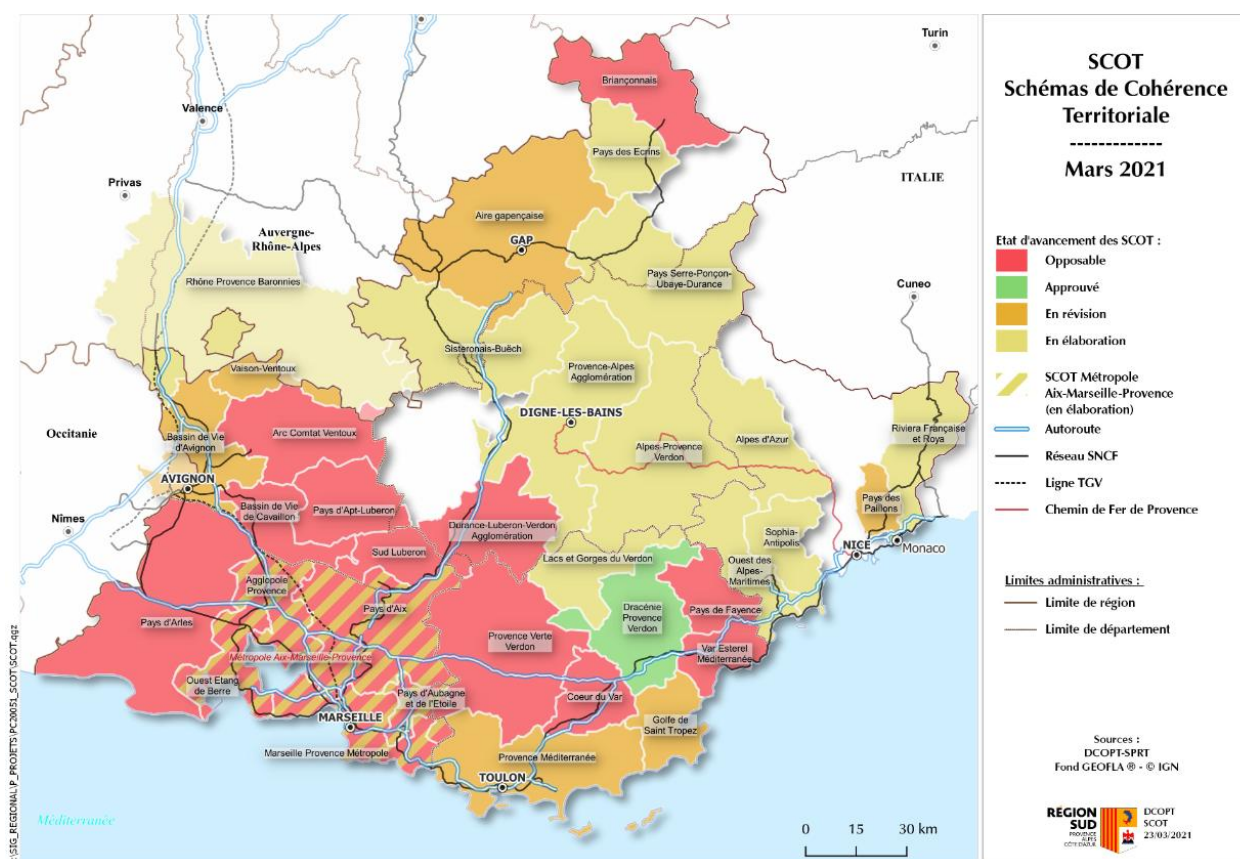 Turin
Briançonnais
Valence
Pays des Ecrins
Privas
ITALIE
Aire gapençaise
Auvergne-
Rhône-Alpes
GAP
Rhône Provence Baronnies
Pays Serre-Ponçon-
Ubaye-Durance
Cuneo
Sisteronais-Buëch
Vaison-Ventoux
Provence-Alpes
Agglomération
DIGNE-LES-BAINS
Occitanie
Bassin de Vie
d'Avignon
Arc Comtat Ventoux
Alpes-Provence
Verdon
Alpes d'Azur
Riviera Française
et Roya
AVIGNON
Pays des
Paillons
Nîmes
Bassin de Vie
de Cavaillon
Pays d'Apt-Luberon
Durance-Luberon-Verdon
Agglomération
Sophia-
Antipolis
NICE
Monaco
Sud Luberon
Lacs et Gorges du Verdon
Ouest des
Alpes-
Maritimes
Agglopole
Provence
Pays d'Aix
Dracénie
Provence
Verdon
Pays de Fayence
Pays d'Arles
Provence Verte
Verdon
Var Esterel
Méditerranée
Métropole Aix-Marseille-Provence
Ouest Etang
de Berre
Pays d'Aubagne
et de l'Etoile
Coeur du Var
MARSEILLE
Golfe de
Saint Tropez
Marseille Provence Métropole
Provence Méditerranée
TOULON
Méditerranée
0 15 30 km
:\SIG_REGIONAL\P_PROJETS\PC20051_SCOT\SCOT.qgz
SCOT
Schémas de Cohérence
Territoriale
-------------
Mars 2021
Etat d'avancement des SCOT :
Opposable
Approuvé
En révision
En élaboration
SCOT Métropole
Aix-Marseille-Provence
(en élaboration)
Autoroute
Réseau SNCF
Ligne TGV
Chemin de Fer de Provence
Limites administratives :
Limite de région
Limite de département
Sources :
DCOPT-SPRT
Fond GEOFLA ® - © IGN
RÉGION
SUD
PROVENCE
ALPES
CÔTE D'AZUR
DCOPT
SCOT
23/03/2021